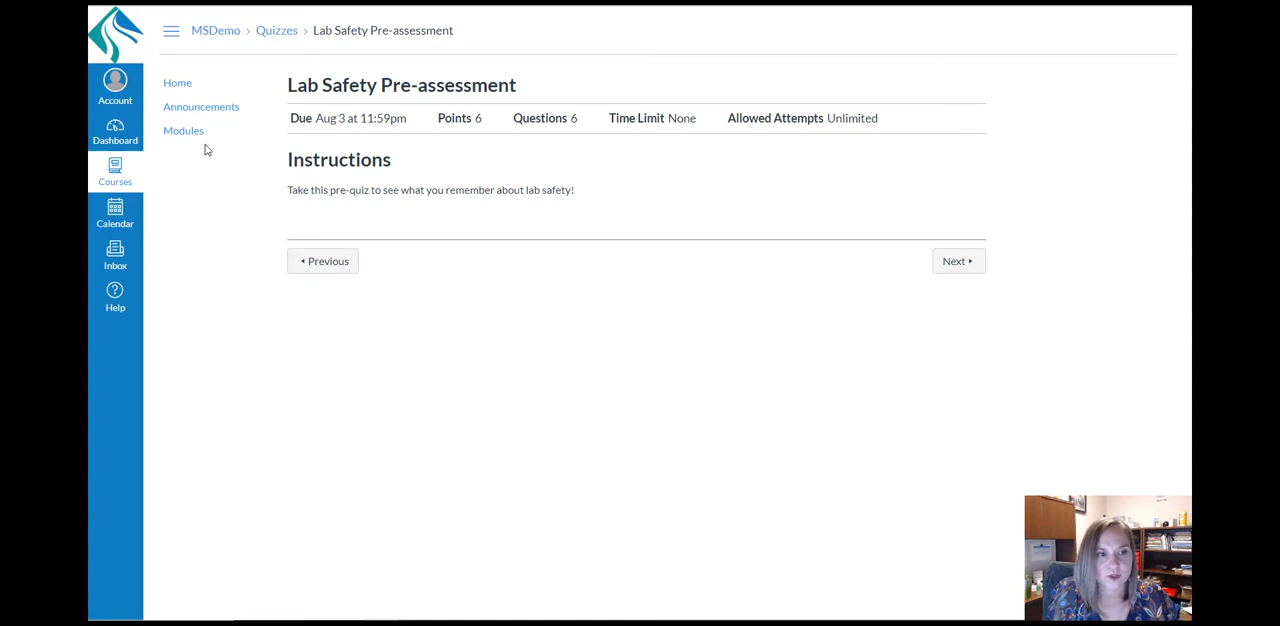 MSDemo › Quizzes › Lab Safety Pre-assessment
Account
Dashboard
Courses
Calendar
Inbox
Help
Home
Announcements
Modules
Lab Safety Pre-assessment
Due Aug 3 at 11:59pm Points 6 Questions 6 Time Limit None Allowed Attempts Unlimited
Instructions
Take this pre-quiz to see what you remember about lab safety!
Previous
Next